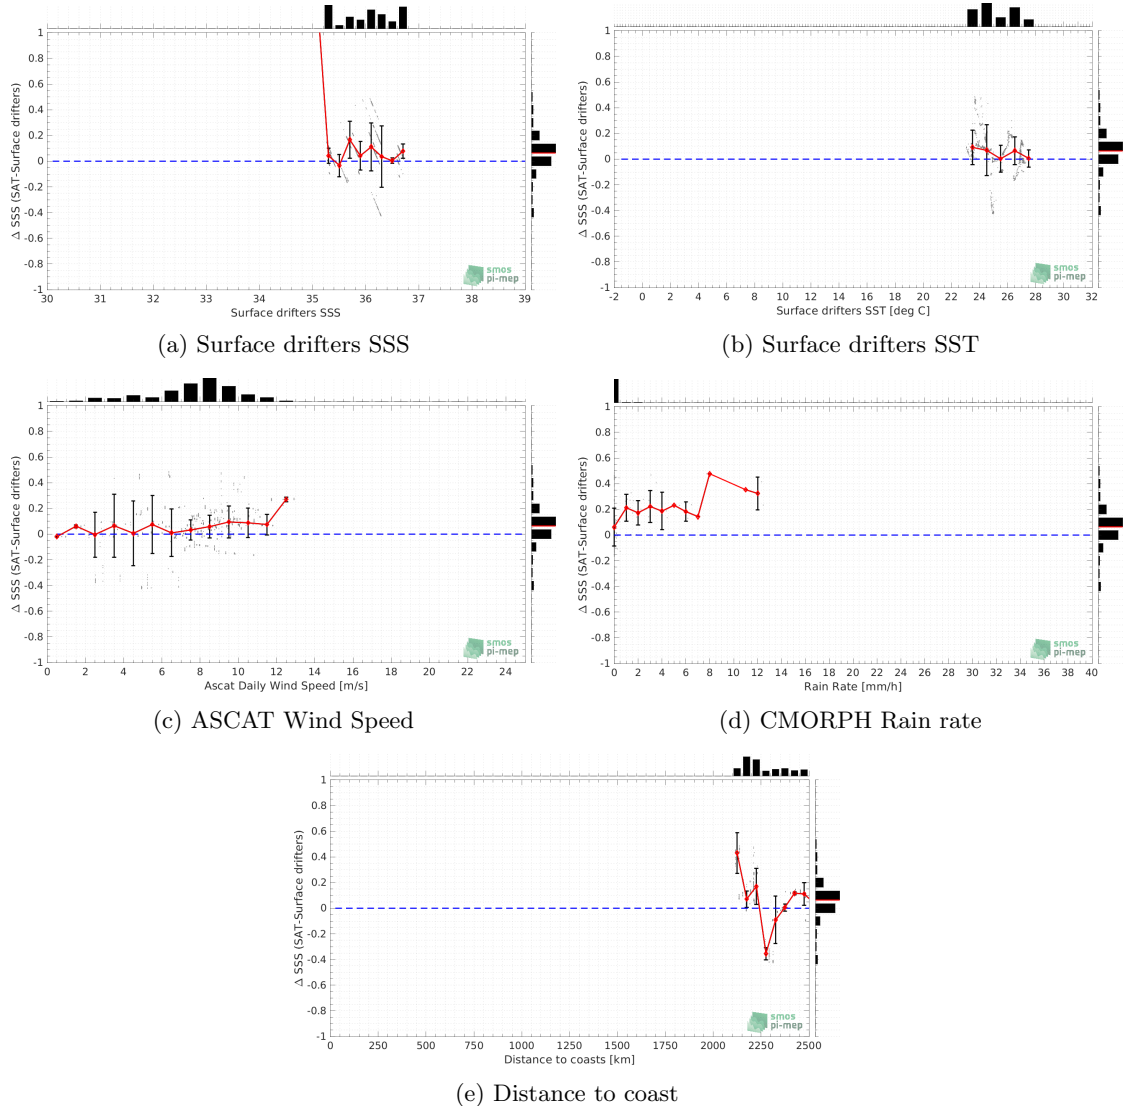 1
0.8
0.6
0.4
0.2
0
-0.2
-0.4
-0.6
-0.8
-1
Δ SSS (SAT-Surface drifters)
30 31 32 33 34 35 36 37 38 39
Surface drifters SSS
smos
pi-mep
(a) Surface drifters SSS
1
0.8
0.6
0.4
0.2
0
-0.2
-0.4
-0.6
-0.8
-1
Δ SSS (SAT-Surface drifters)
-2 0 2 4 6 8 10 12 14 16 18 20 22 24 26 28 30 32
Surface drifters SST [deg C]
smos
pi-mep
(b) Surface drifters SST
1
0.8
0.6
0.4
0.2
0
-0.2
-0.4
-0.6
-0.8
-1
Δ SSS (SAT-Surface drifters)
0 2 4 6 8 10 12 14 16 18 20 22 24
Ascat Daily Wind Speed [m/s]
smos
pi-mep
(c) ASCAT Wind Speed
1
0.8
0.6
0.4
0.2
0
-0.2
-0.4
-0.6
-0.8
-1
Δ SSS (SAT-Surface drifters)
0 1 2 3 4 5 6 7 8 9 10 11 12 13 14 15 16 17 18 19 20 22 24 26 28 30 32 34 36 38 40
Rain Rate [mm/h]
smos
pi-mep
(d) CMORPH Rain rate
1
0.8
0.6
0.4
0.2
0
-0.2
-0.4
-0.6
-0.8
-1
Δ SSS (SAT-Surface drifters)
0 250 500 750 1000 1250 1500 1750 2000 2250 2500
Distance to coasts [km]
smos
pi-mep
(e) Distance to coast